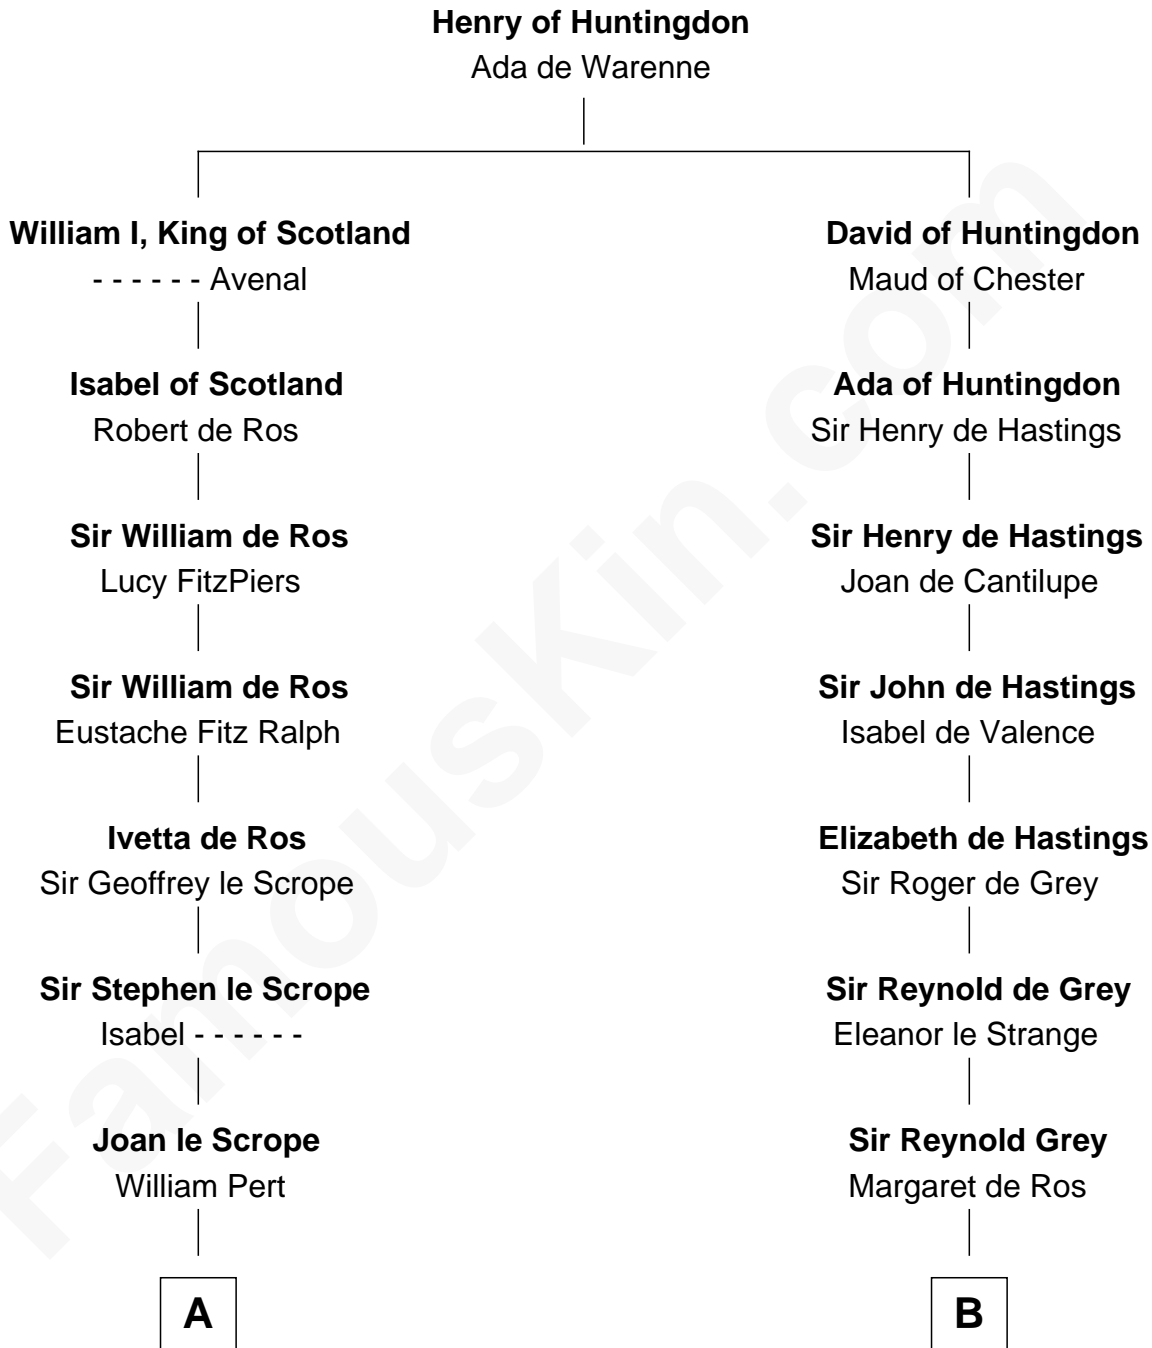 Henry of Huntingdon
Ada de Warenne
William I, King of Scotland
- - - - - - Avenal
David of Huntingdon
Maud of Chester
Isabel of Scotland
Robert de Ros
Ada of Huntingdon
Sir Henry de Hastings
Sir William de Ros
Lucy FitzPiers
Sir Henry de Hastings
Joan de Cantilupe
Sir William de Ros
Eustache Fitz Ralph
Sir John de Hastings
Isabel de Valence
Ivetta de Ros
Sir Geoffrey le Scrope
Elizabeth de Hastings
Sir Roger de Grey
Sir Stephen le Scrope
Isabel - - - - - -
Sir Reynold de Grey
Eleanor le Strange
Joan le Scrope
William Pert
Sir Reynold Grey
Margaret de Ros
A
B
FamousKin.com